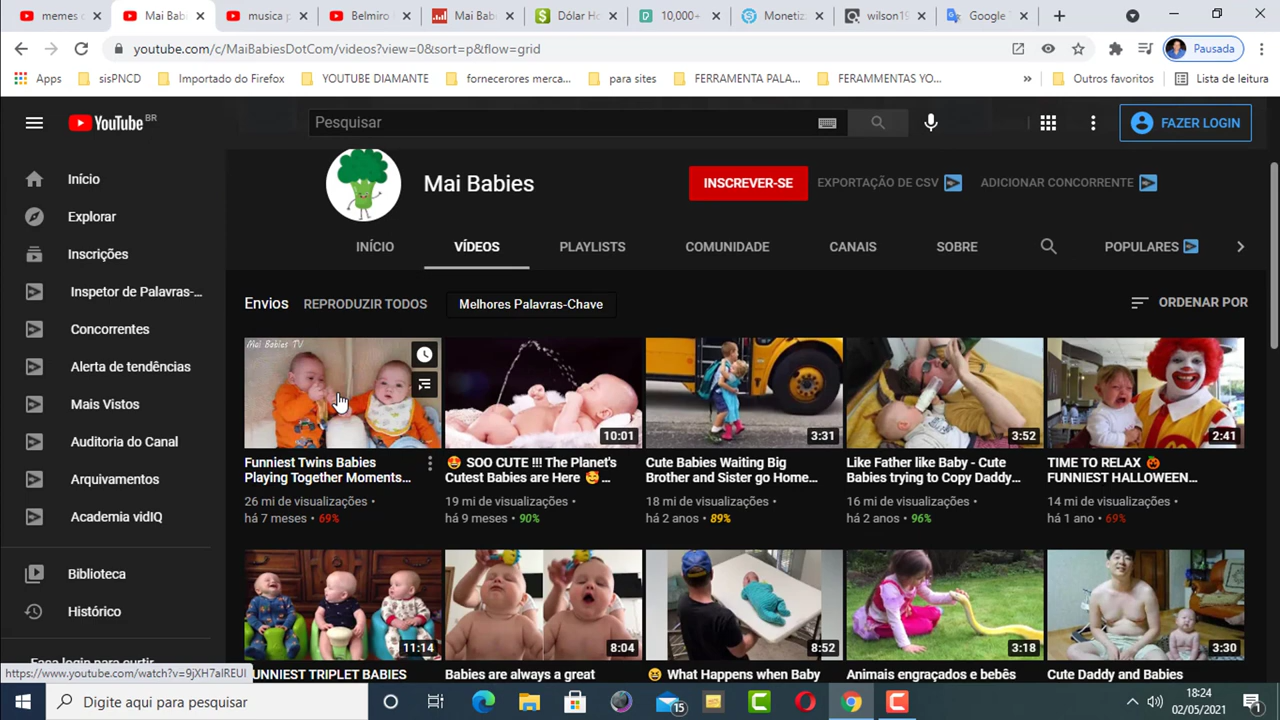 memes
Mai Bab
musica p
Belmiro
Mai Bab
Dólar Ho
10,000+
Monetiz
wilson19
Google
youtube.com/c/MaiBabiesDotCom/videos?view=0&sort=p&flow=grid
Pausada
Apps
sisPNCD
Importado do Firefox
YOUTUBE DIAMANTE
fornecerores merca...
para sites
FERRAMENTA PALA...
FERAMMENTAS YO...
»
Outros favoritos
Lista de leitura
YouTube BR
Pesquisar
FAZER LOGIN
Início
Explorar
Inscrições
Inspetor de Palavras-...
Concorrentes
Alerta de tendências
Mais Vistos
Auditoria do Canal
Arquivamentos
Academia vidIQ
Biblioteca
Histórico
Faça login para curtir
Mai Babies
INSCREVER-SE
EXPORTAÇÃO DE CSV
ADICIONAR CONCORRENTE
INÍCIO
VÍDEOS
PLAYLISTS
COMUNIDADE
CANAIS
SOBRE
POPULARES
Envios
REPRODUZIR TODOS
Melhores Palavras-Chave
ORDENAR POR
Mai Babies TV
Funniest Twins Babies
Playing Together Moments...
26 mi de visualizações •
há 7 meses • 69%
10:01
🤩 SOO CUTE !!! The Planet's
Cutest Babies are Here 🥰 ...
19 mi de visualizações •
há 9 meses • 90%
3:31
Cute Babies Waiting Big
Brother and Sister go Home...
18 mi de visualizações •
há 2 anos • 89%
3:52
Like Father like Baby - Cute
Babies trying to Copy Daddy...
16 mi de visualizações •
há 2 anos • 96%
2:41
TIME TO RELAX 🎃
FUNNIEST HALLOWEEN...
14 mi de visualizações •
há 1 ano • 69%
11:14
FUNNIEST TRIPLET BABIES
8:04
Babies are always a great
8:52
😆 What Happens when Baby
3:18
Animais engraçados e bebês
3:30
Cute Daddy and Babies
https://www.youtube.com/watch?v=9jXH7alREUI
Digite aqui para pesquisar
15
18:24
02/05/2021
1